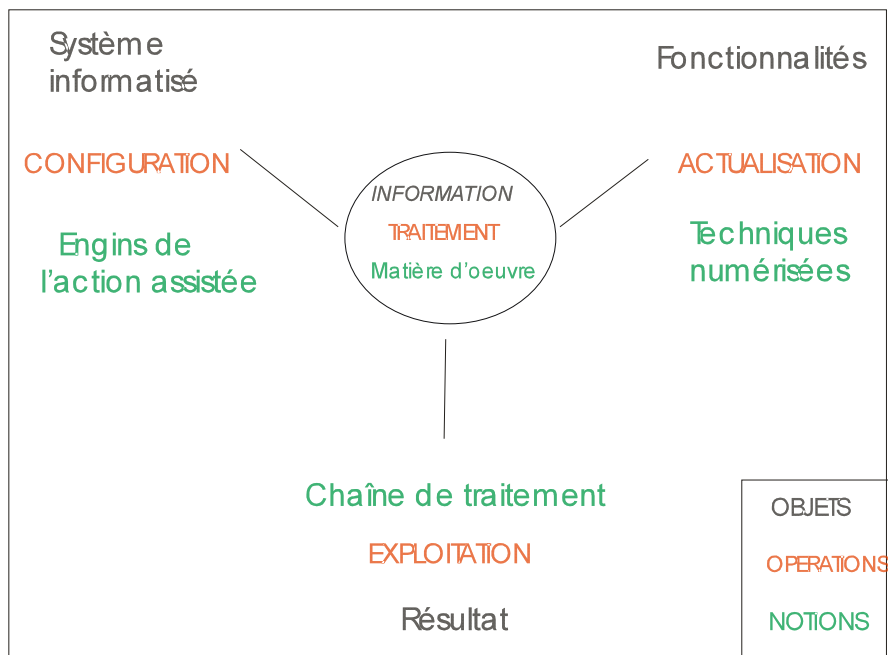 Système
informatisé
Fonctionnalités
CONFIGURATION
INFORMATION
TRAITEMENT
Matière d'oeuvre
ACTUALISATION
Engins de
l'action assistée
Techniques
numérisées
Chaîne de traitement
EXPLOITATION
Résultat
OBJETS
OPERATIONS
NOTIONS